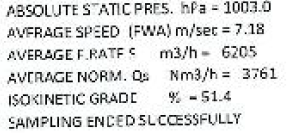 ABSOLUTE STATIC PRES. hPa = 1003.0
AVERAGE SPEED (FWA) m/sec = 7.18
AVERAGE F.RATE S m3/h = 6205
AVERAGE NORM. Qs Nm3/h = 3761
ISOKINETIC GRADE % = 51.4
SAMPLING ENDED SUCCESSFULLY